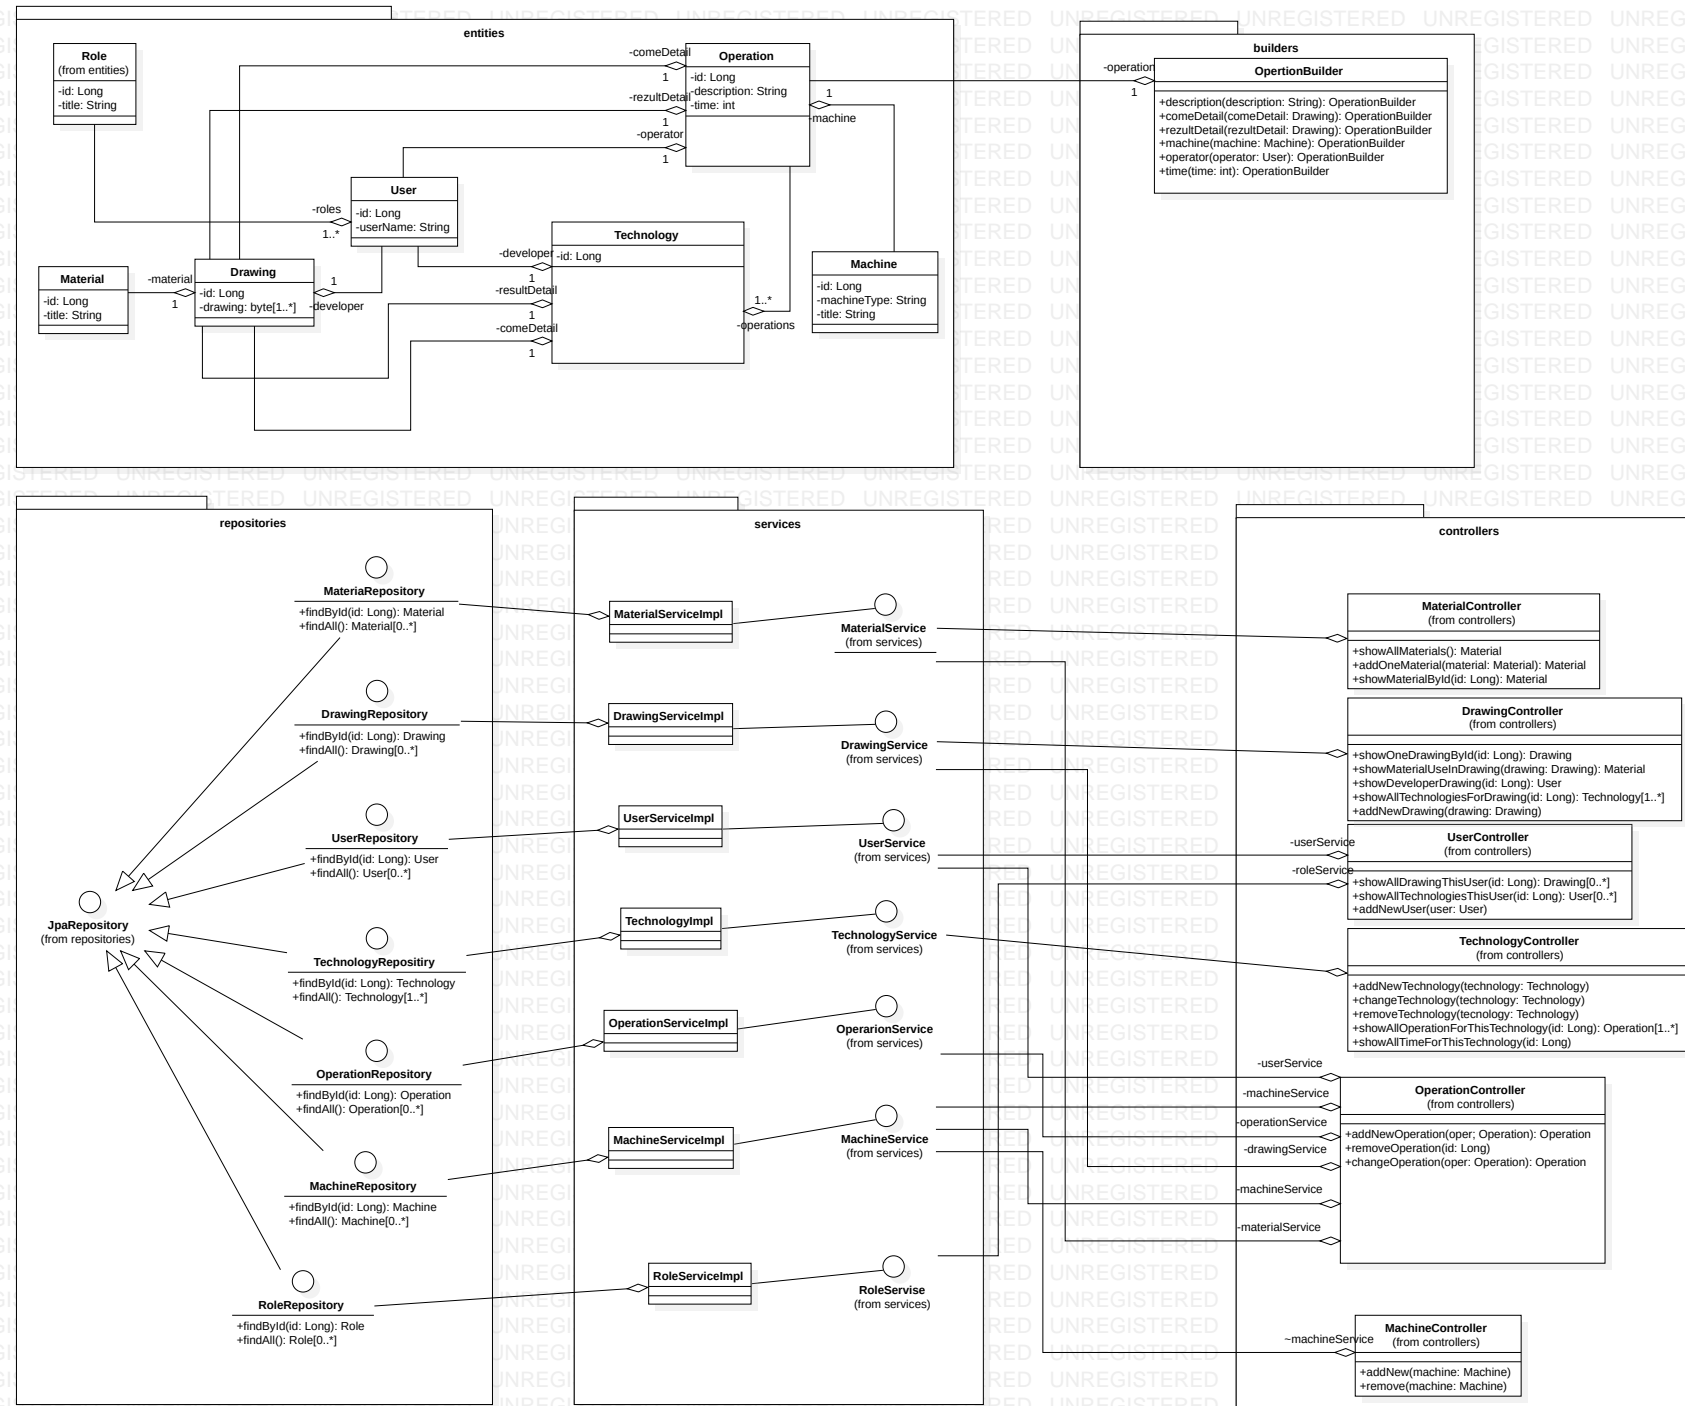 entities
Role
(from entities)
-id: Long
-title: String
-comeDetail
1
-rezultDetail
1
-operator
1
Operation
-id: Long
-description: String
-time: int
1
-machine
User
-id: Long
-userName: String
-roles
1..*
Technology
-id: Long
-developer
1
-resultDetail
1
-comeDetail
1
1..*
-operations
Machine
-id: Long
-machineType: String
-title: String
Material
-id: Long
-title: String
-material
1
Drawing
-id: Long
-drawing: byte[1..*]
1
-developer
builders
-operation
1
OpertionBuilder
+description(description: String): OperationBuilder
+comeDetail(comeDetail: Drawing): OperationBuilder
+rezultDetail(rezultDetail: Drawing): OperationBuilder
+machine(machine: Machine): OperationBuilder
+operator(operator: User): OperationBuilder
+time(time: int): OperationBuilder
repositories
MateriaRepository
+findById(id: Long): Material
+findAll(): Material[0..*]
DrawingRepository
+findById(id: Long): Drawing
+findAll(): Drawing[0..*]
UserRepository
+findById(id: Long): User
+findAll(): User[0..*]
JpaRepository
(from repositories)
TechnologyRepositiry
+findById(id: Long): Technology
+findAll(): Technology[1..*]
OperationRepository
+findById(id: Long): Operation
+findAll(): Operation[0..*]
MachineRepository
+findById(id: Long): Machine
+findAll(): Machine[0..*]
RoleRepository
+findById(id: Long): Role
+findAll(): Role[0..*]
services
MaterialServiceImpl
MaterialService
(from services)
DrawingServiceImpl
DrawingService
(from services)
UserServiceImpl
UserService
(from services)
TechnologyImpl
TechnologyService
(from services)
OperationServiceImpl
OperarionService
(from services)
MachineServiceImpl
MachineService
(from services)
RoleServiceImpl
RoleServise
(from services)
controllers
MaterialController
(from controllers)
+showAllMaterials(): Material
+addOneMaterial(material: Material): Material
+showMaterialById(id: Long): Material
DrawingController
(from controllers)
+showOneDrawingById(id: Long): Drawing
+showMaterialUseInDrawing(drawing: Drawing): Material
+showDeveloperDrawing(id: Long): User
+showAllTechnologiesForDrawing(id: Long): Technology[1..*]
+addNewDrawing(drawing: Drawing)
-userService
-roleService
UserController
(from controllers)
+showAllDrawingThisUser(id: Long): Drawing[0..*]
+showAllTechnologiesThisUser(id: Long): User[0..*]
+addNewUser(user: User)
TechnologyController
(from controllers)
+addNewTechnology(technology: Technology)
+changeTechnology(technology: Technology)
+removeTechnology(tecnology: Technology)
+showAllOperationForThisTechnology(id: Long): Operation[1..*]
+showAllTimeForThisTechnology(id: Long)
-userService
-machineService
-operationService
-drawingService
-machineService
-materialService
OperationController
(from controllers)
+addNewOperation(oper; Operation): Operation
+removeOperation(id: Long)
+changeOperation(oper: Operation): Operation
~machineService
MachineController
(from controllers)
+addNew(machine: Machine)
+remove(machine: Machine)
UNREGISTERED